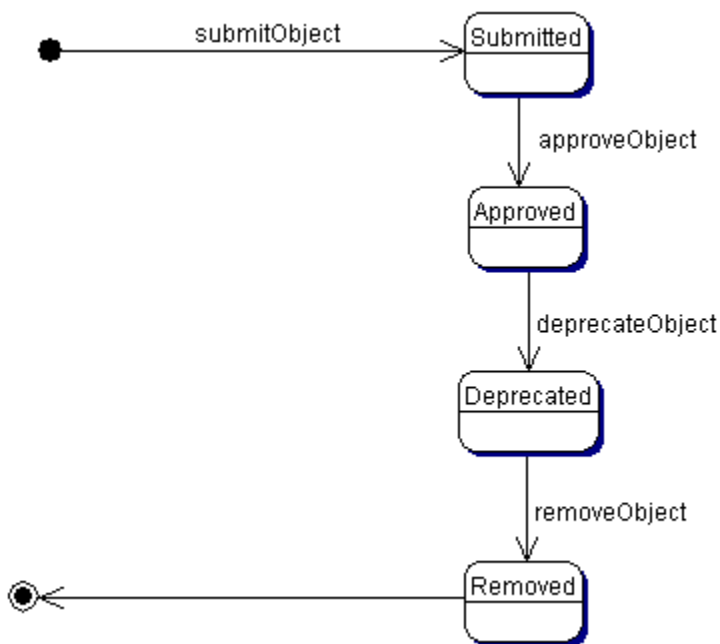 submitObject
Submitted
approveObject
Approved
deprecateObject
Deprecated
removeObject
Removed